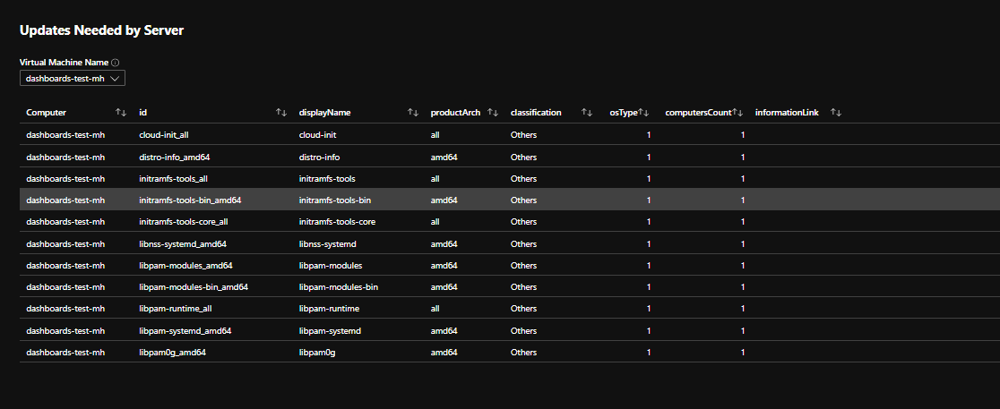 Updates Needed by Server
Virtual Machine Name
dashboards-test-mh
Computer id displayName productArch classification osType computersCount informationLink
dashboards-test-mh cloud-init_all cloud-init all Others 1 1
dashboards-test-mh distro-info_amd64 distro-info amd64 Others 1 1
dashboards-test-mh initramfs-tools_all initramfs-tools all Others 1 1
dashboards-test-mh initramfs-tools-bin_amd64 initramfs-tools-bin amd64 Others 1 1
dashboards-test-mh initramfs-tools-core_all initramfs-tools-core all Others 1 1
dashboards-test-mh libnss-systemd_amd64 libnss-systemd amd64 Others 1 1
dashboards-test-mh libpam-modules_amd64 libpam-modules amd64 Others 1 1
dashboards-test-mh libpam-modules-bin_amd64 libpam-modules-bin amd64 Others 1 1
dashboards-test-mh libpam-runtime_all libpam-runtime all Others 1 1
dashboards-test-mh libpam-systemd_amd64 libpam-systemd amd64 Others 1 1
dashboards-test-mh libpam0g_amd64 libpam0g amd64 Others 1 1